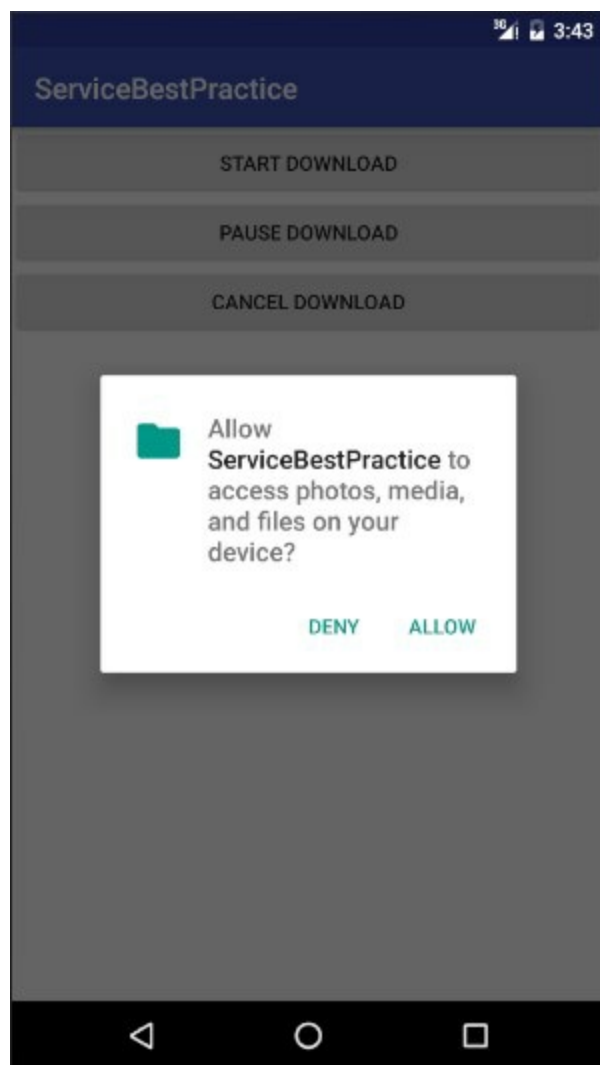 3G 3:43
ServiceBestPractice
START DOWNLOAD
PAUSE DOWNLOAD
CANCEL DOWNLOAD
Allow
ServiceBestPractice to
access photos, media,
and files on your
device?
DENY ALLOW